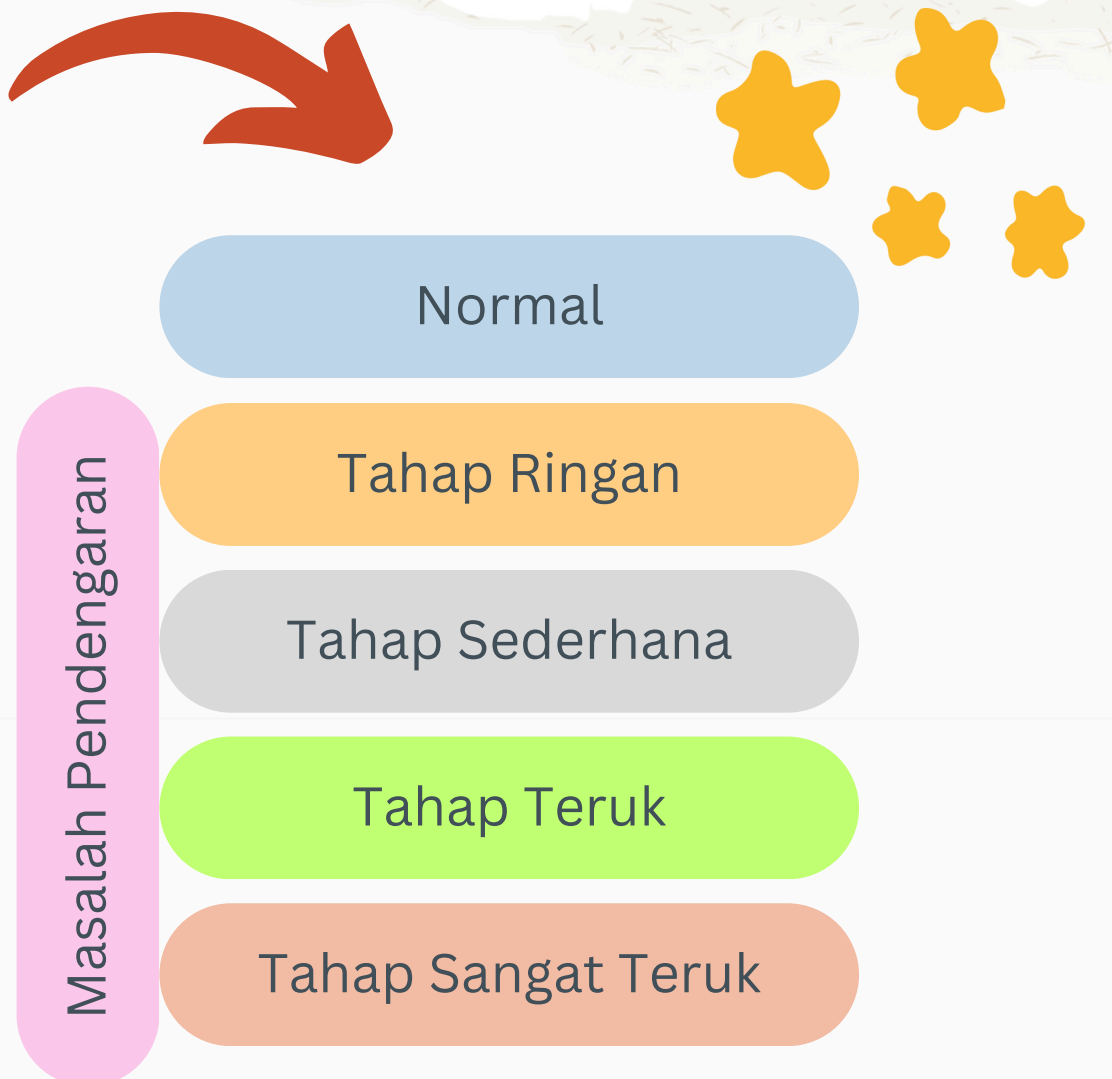 Normal
Masalah Pendengaran
Tahap Ringan
Tahap Sederhana
Tahap Teruk
Tahap Sangat Teruk